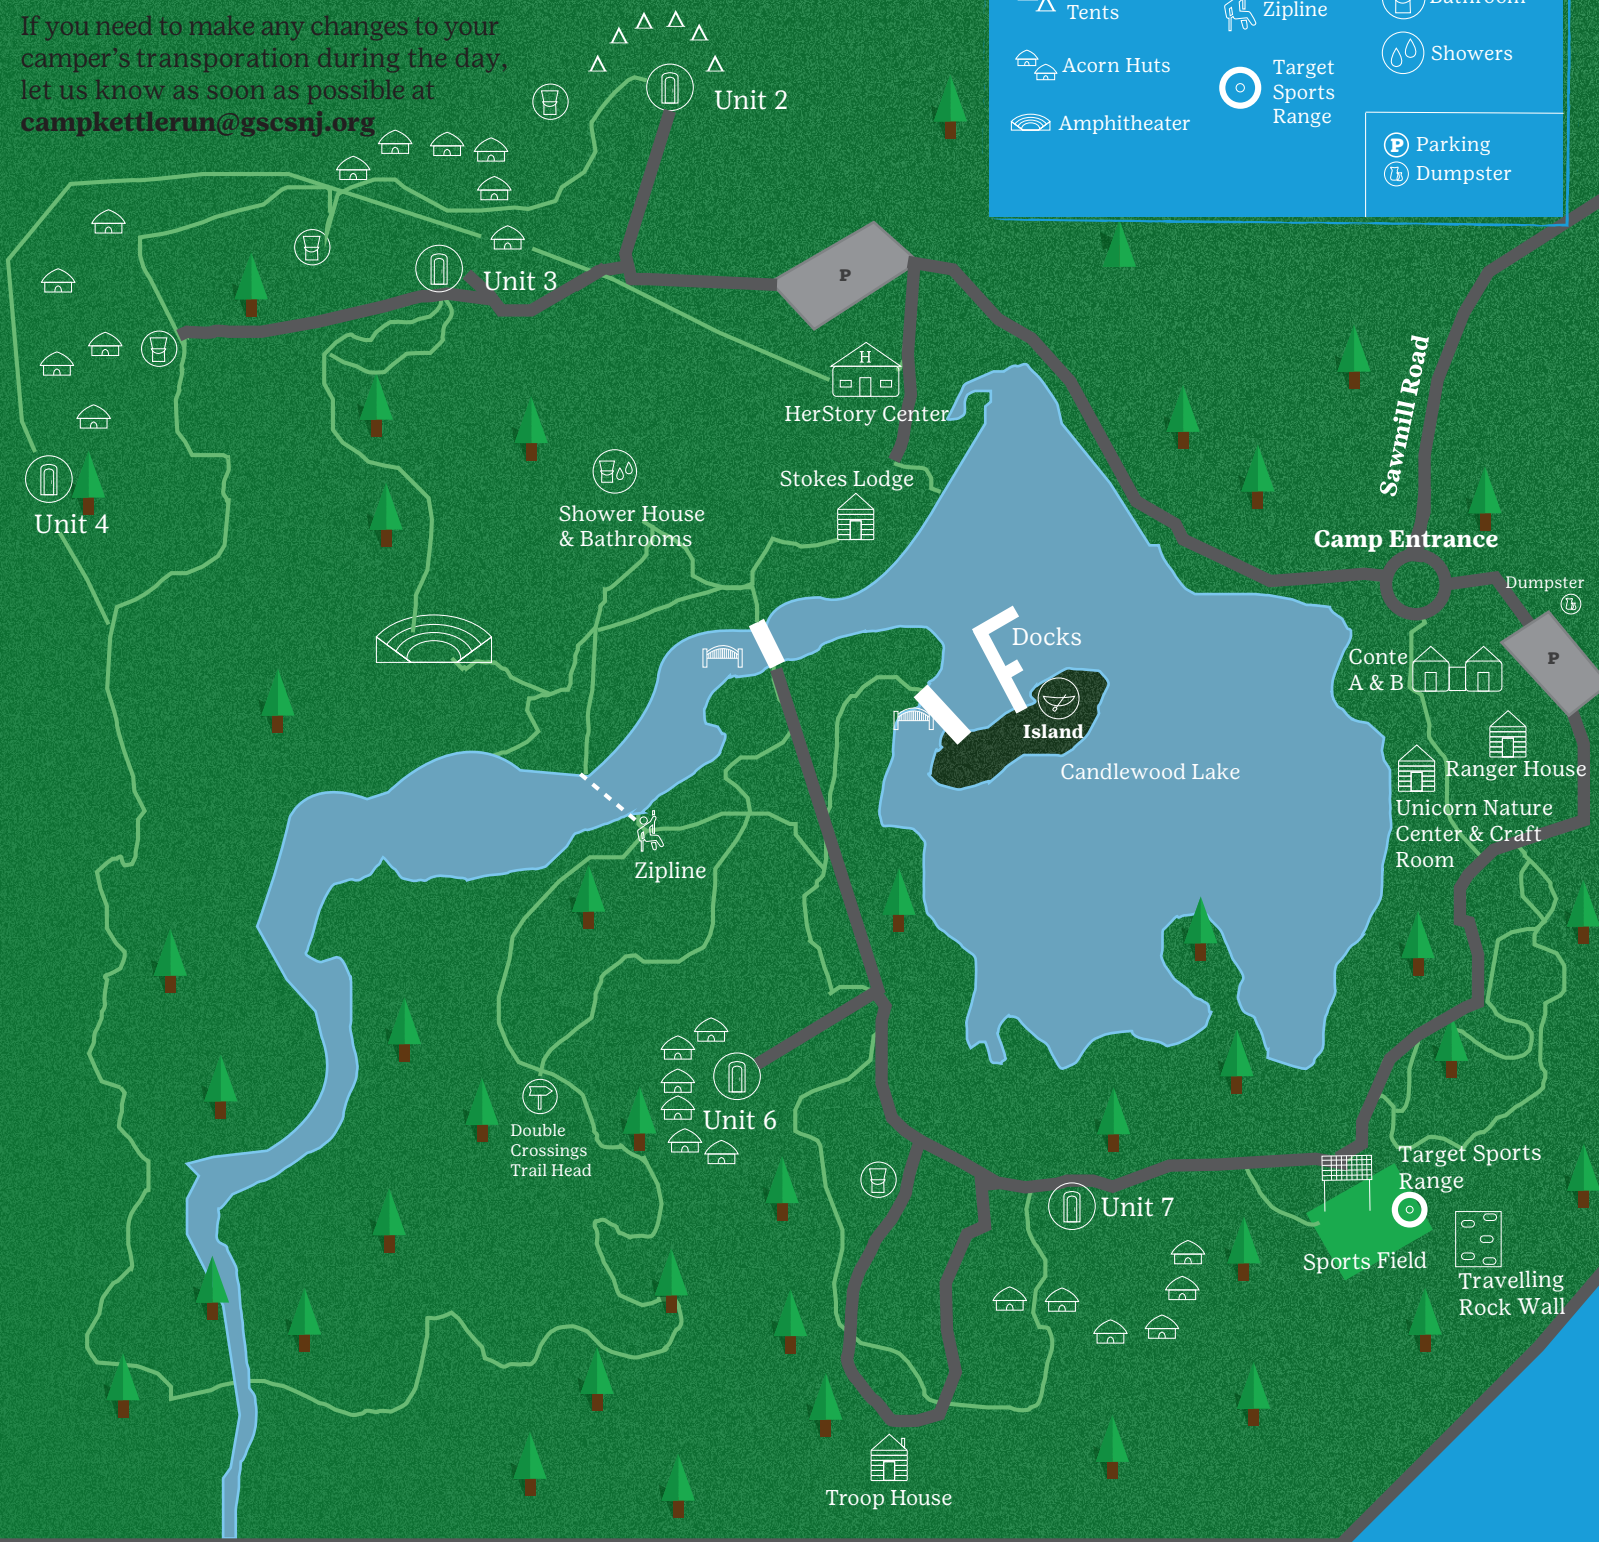 If you need to make any changes to your
camper's transporation during the day,
let us know as soon as possible at
campkettlerun@gscsnj.org
Tents
Acorn Huts
Amphitheater
Zipline
Target
Sports
Range
Bathroom
Showers
P Parking
Dumpster
Unit 2
Unit 3
P
H
HerStory Center
Sawmill Road
Stokes Lodge
Unit 4
Shower House
& Bathrooms
Camp Entrance
Dumpster
Docks
Conte
A & B
P
Island
Candlewood Lake
Ranger House
Unicorn Nature
Center & Craft
Room
Zipline
Double
Crossings
Trail Head
Unit 6
Target Sports
Range
Unit 7
Sports Field
Travelling
Rock Wall
Troop House